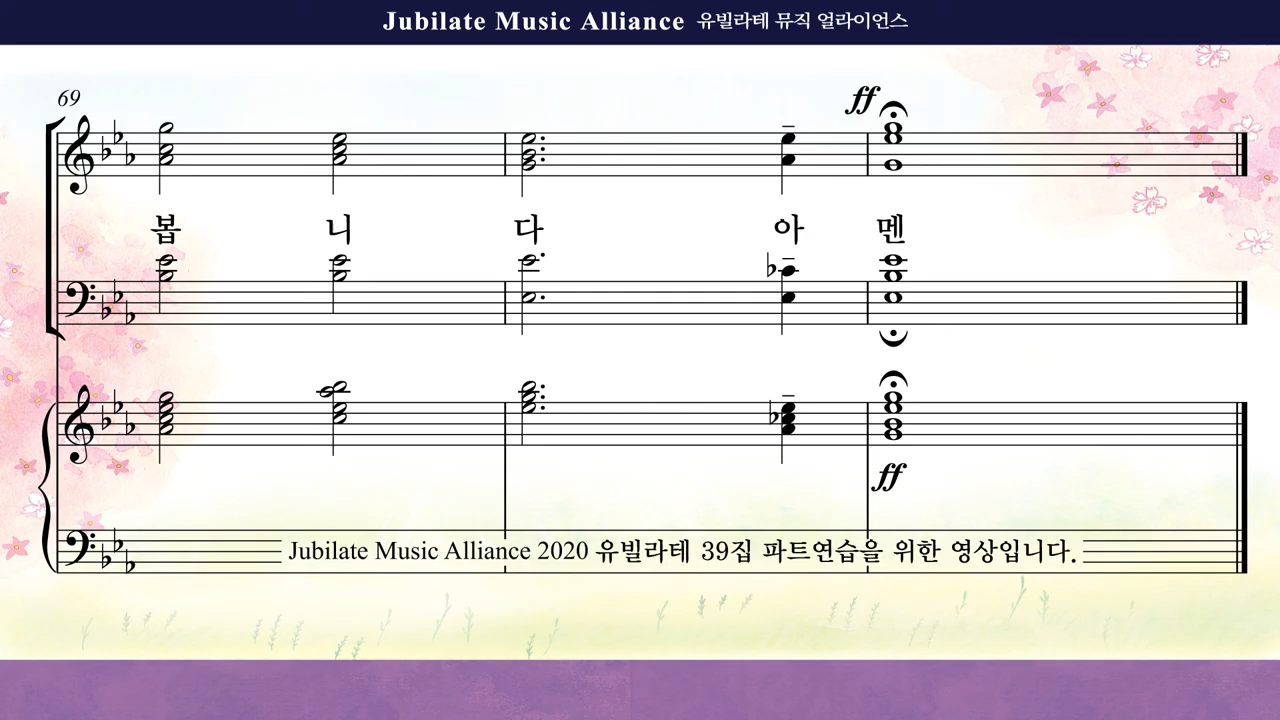 Jubilate Music Alliance 유빌라테 뮤직 얼라이언스
69
ff
봅 니 다 아 멘
ff
Jubilate Music Alliance 2020 유빌라테 39집 파트연습을 위한 영상입니다.